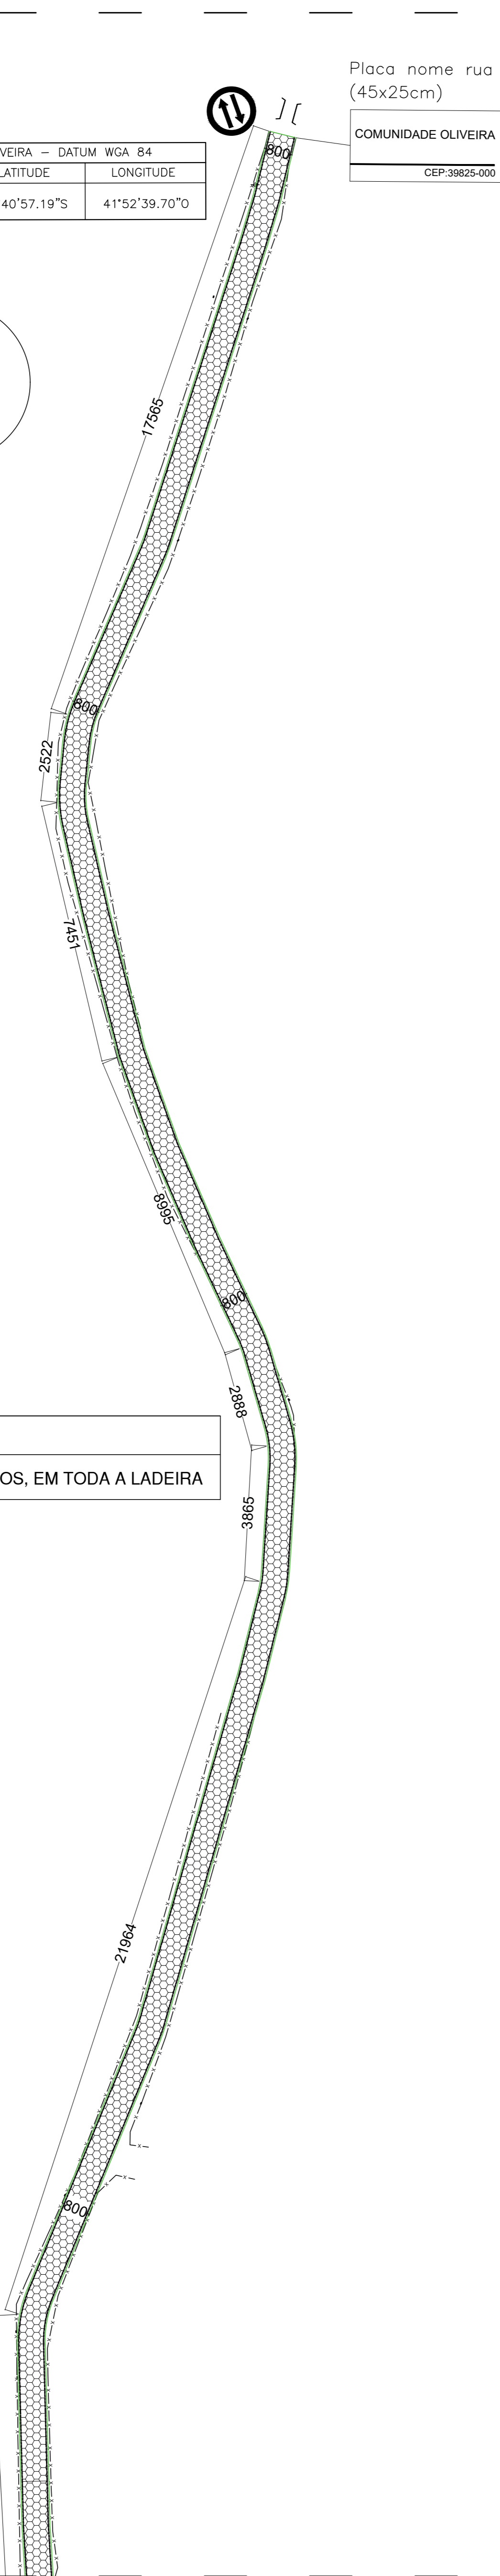 Placa nome rua
(45x25cm)
COMUNIDADE OLIVEIRA
CEP:39825-000
VEIRA - DATUM WGA 84
LATITUDE LONGITUDE
40'57.19"S 41°52'39.70"O
800
17565
800
2522
7451
8995
800
2888
OS, EM TODA A LADEIRA
3865
21964
800